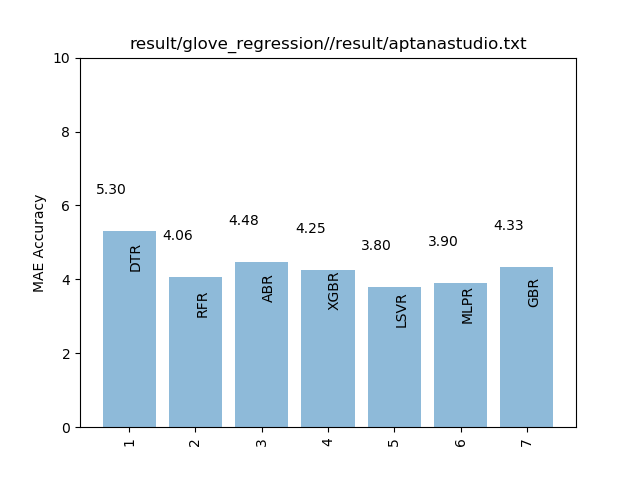 result/glove_regression//result/aptanastudio.txt
MAE Accuracy
10
8
6
4
2
0
5.30
4.06
4.48
4.25
3.80
3.90
4.33
DTR
RFR
ABR
XGBR
LSVR
MLPR
GBR
1
2
3
4
5
6
7